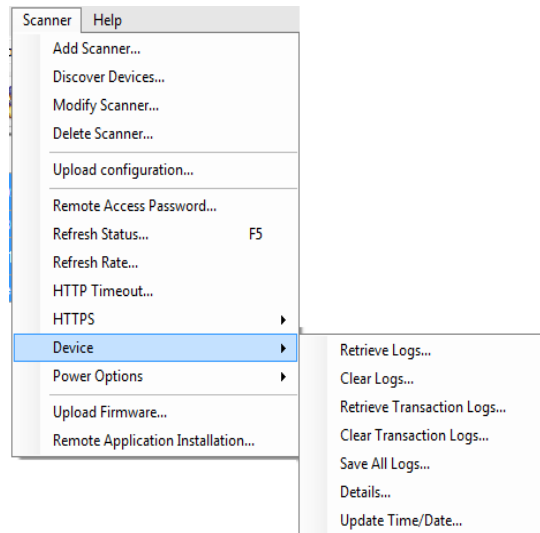 Scanner Help
Add Scanner...
Discover Devices...
Modify Scanner...
Delete Scanner...
Upload configuration...
Remote Access Password...
Refresh Status... F5
Refresh Rate...
HTTP Timeout...
HTTPS
Device
Power Options
Upload Firmware...
Remote Application Installation...
Retrieve Logs...
Clear Logs...
Retrieve Transaction Logs...
Clear Transaction Logs...
Save All Logs...
Details...
Update Time/Date...